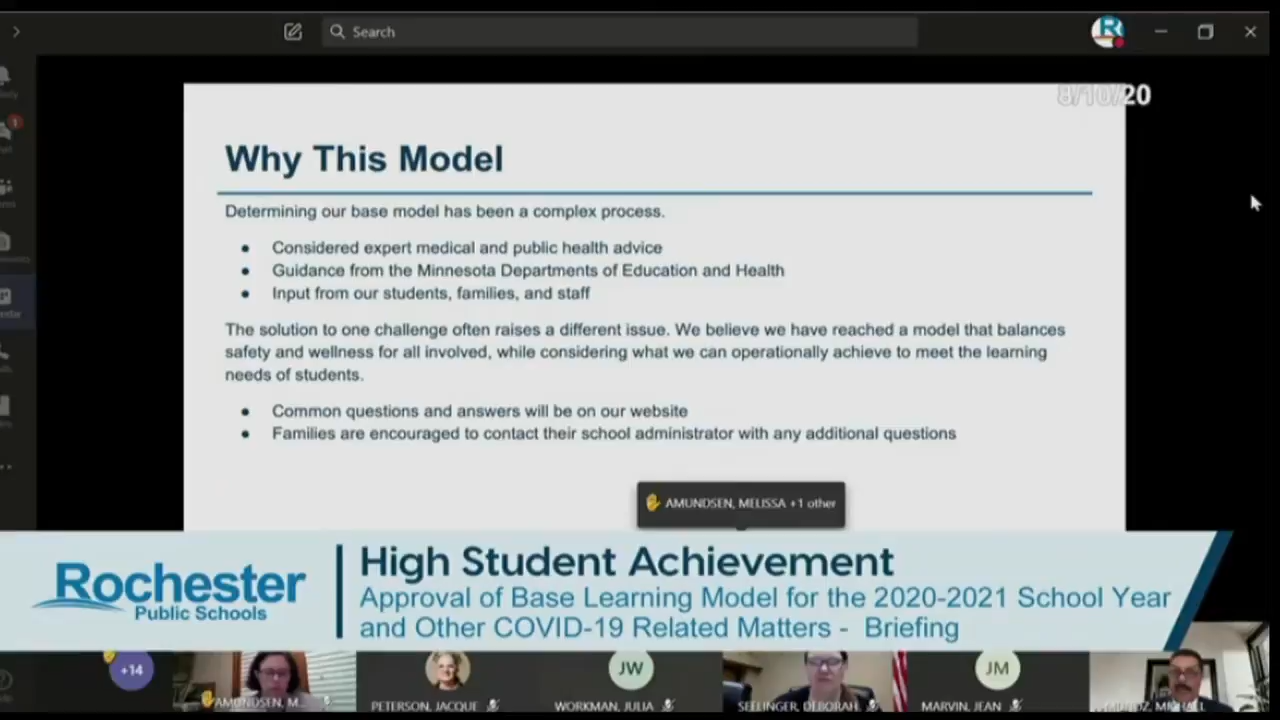 Search
8/10/20
Why This Model
Determining our base model has been a complex process.
● Considered expert medical and public health advice
● Guidance from the Minnesota Departments of Education and Health
● Input from our students, families, and staff
The solution to one challenge often raises a different issue. We believe we have reached a model that balances
safety and wellness for all involved, while considering what we can operationally achieve to meet the learning
needs of students.
● Common questions and answers will be on our website
● Families are encouraged to contact their school administrator with any additional questions
AMUNDSEN, MELISSA +1 other
Rochester
Public Schools
High Student Achievement
Approval of Base Learning Model for the 2020-2021 School Year
and Other COVID-19 Related Matters - Briefing
+14
JW
JM
AMUNDSEN, M...
PETERSON, JACQUE
WORKMAN, JULIA
SEELINGER, DEBORAH
MARVIN, JEAN